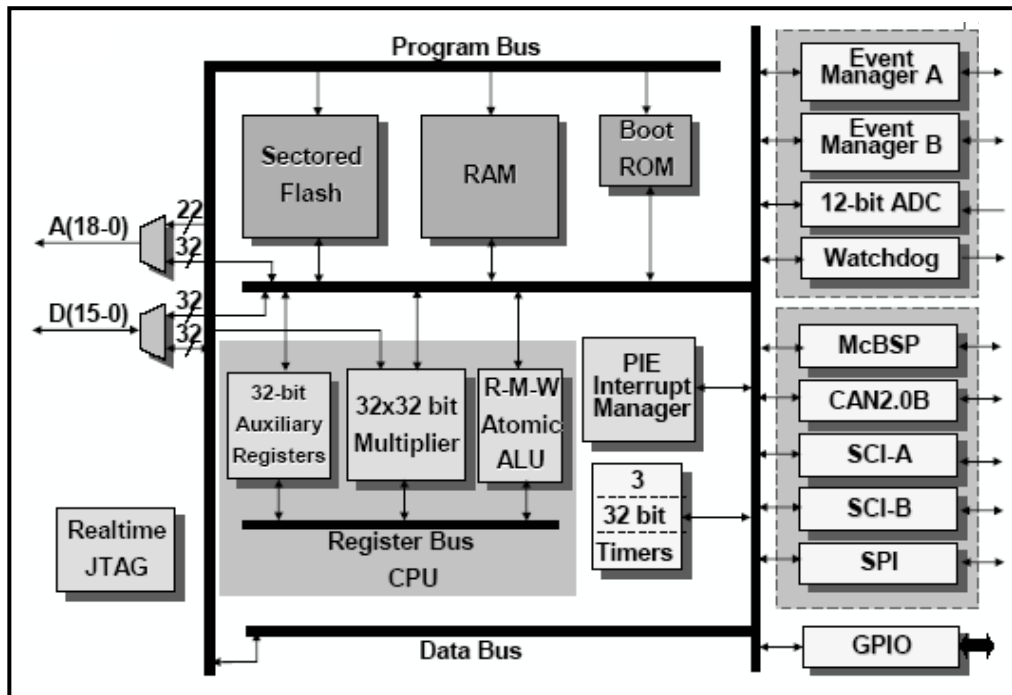 Program Bus
Event
Manager A
Event
Manager B
12-bit ADC
Watchdog
Sectored
Flash
RAM
Boot
ROM
A(18-0)
22
32
D(15-0)
32
32
McBSP
CAN2.0B
SCI-A
SCI-B
SPI
32-bit
Auxiliary
Registers
32x32 bit
Multiplier
R-M-W
Atomic
ALU
PIE
Interrupt
Manager
3
32 bit
Timers
Register Bus
CPU
Realtime
JTAG
Data Bus
GPIO